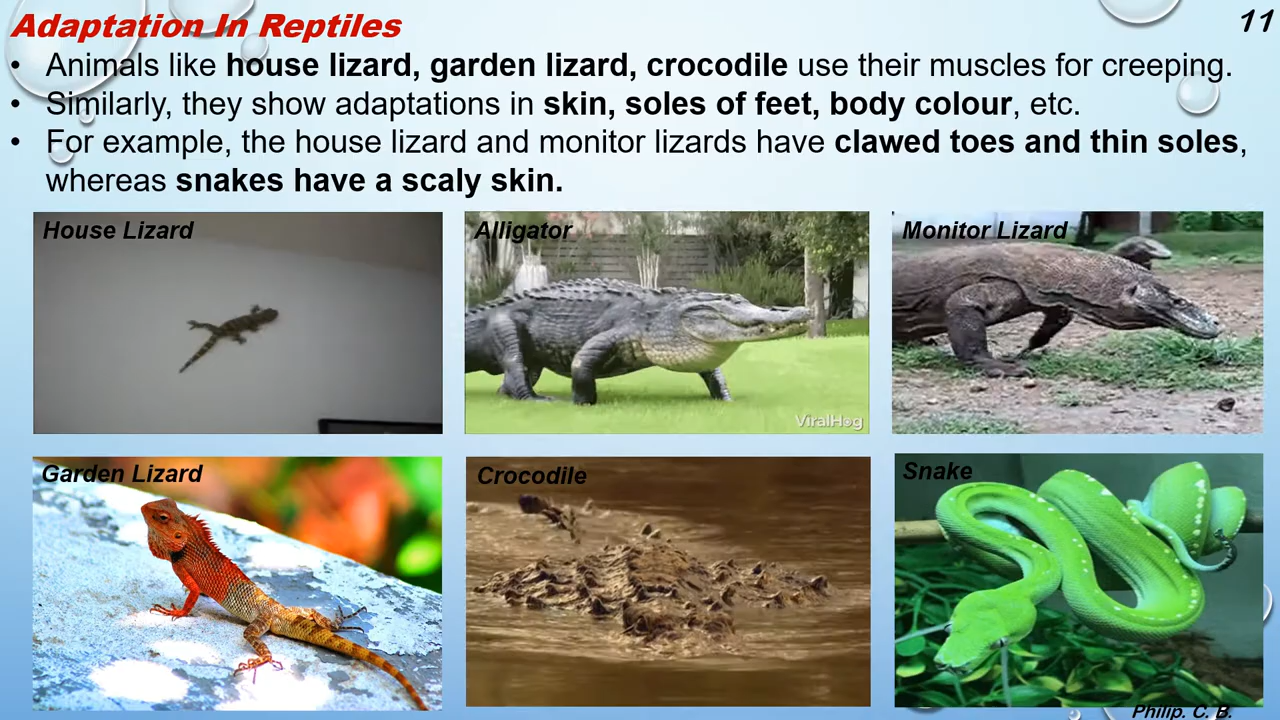 Adaptation In Reptiles
11
• Animals like house lizard, garden lizard, crocodile use their muscles for creeping.
• Similarly, they show adaptations in skin, soles of feet, body colour, etc.
• For example, the house lizard and monitor lizards have clawed toes and thin soles,
whereas snakes have a scaly skin.
House Lizard
Alligator
Monitor Lizard
ViralHog
Garden Lizard
Crocodile
Snake
Philip. C. B.